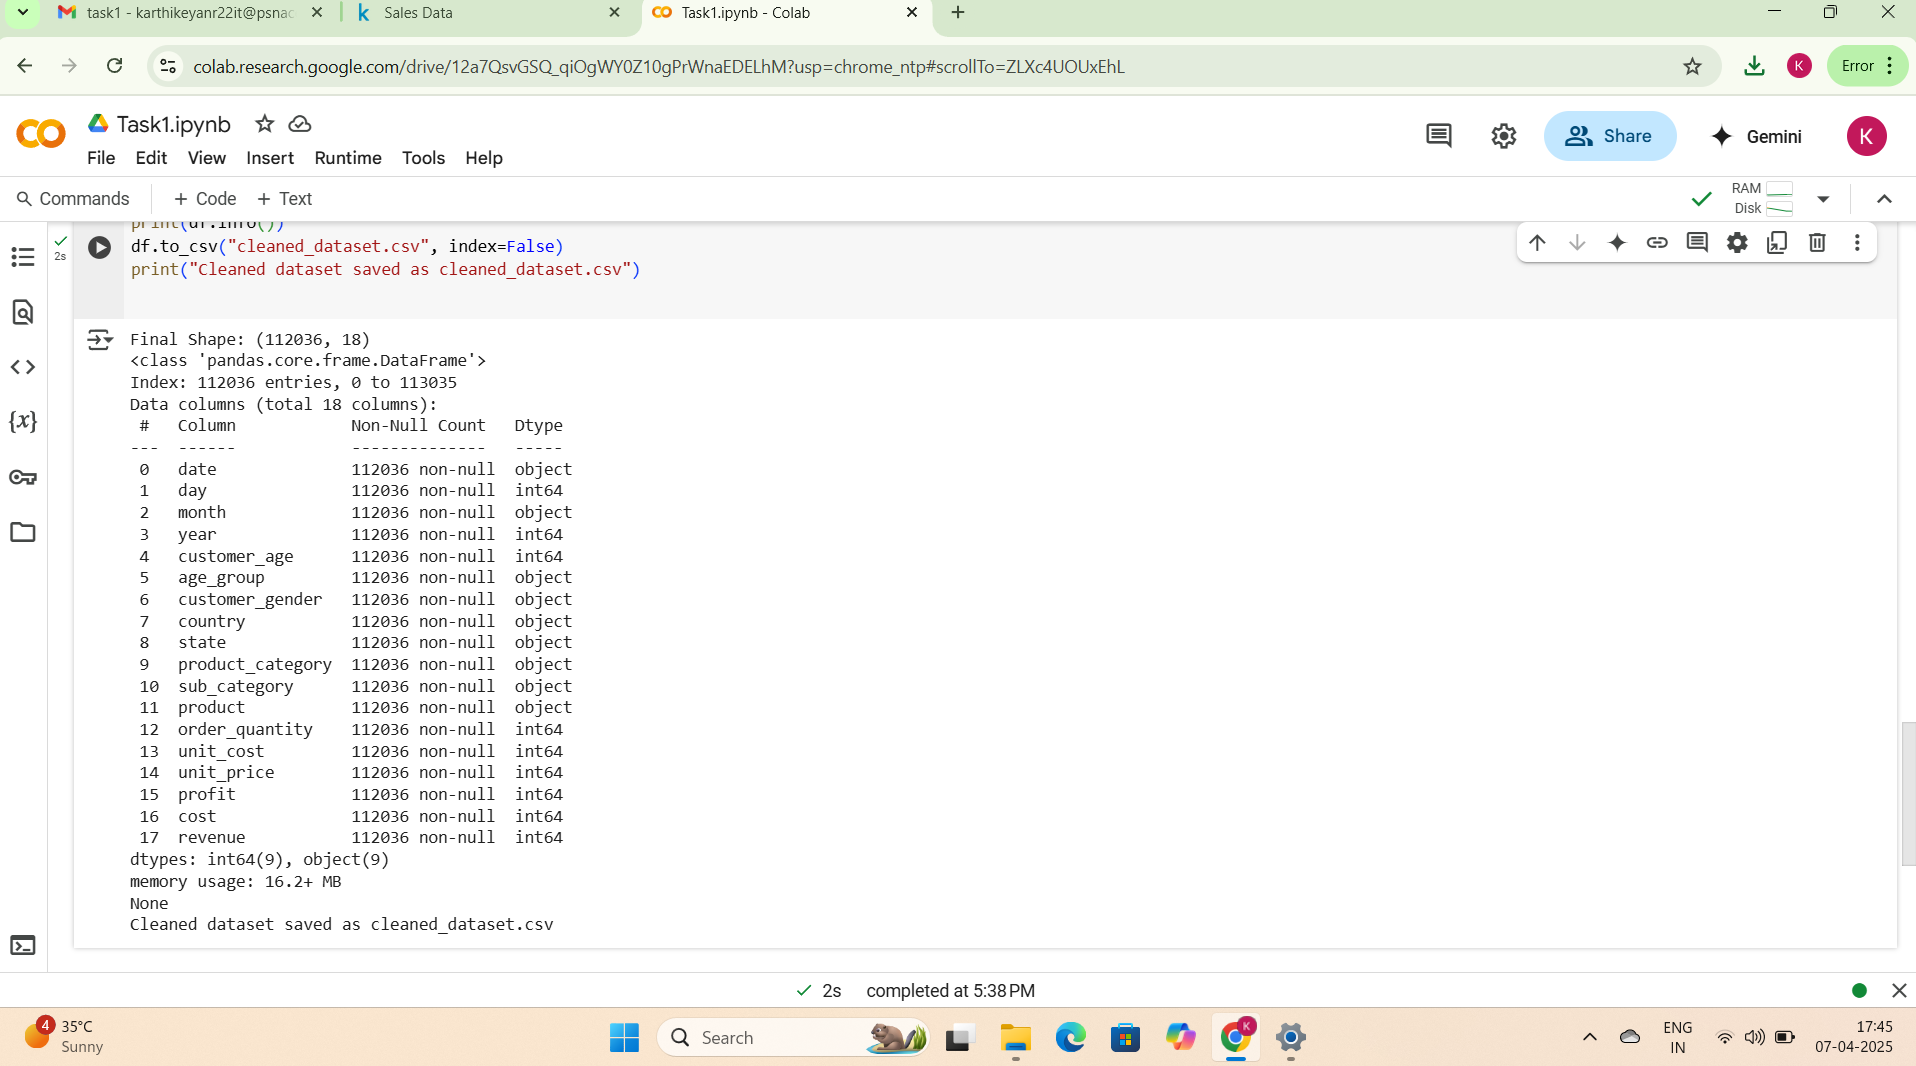 task1 - karthikeyanr22it@psnac
Sales Data
Task1.ipynb - Colab
colab.research.google.com/drive/12a7QsvGSQ_qiOgWY0Z10gPrWnaEDELhM?usp=chrome_ntp#scrollTo=ZLXc4UOUxEhL
K
Error
Task1.ipynb
File Edit View Insert Runtime Tools Help
Share
Gemini
K
Commands + Code + Text
RAM
Disk
2s
print(df.info())
df.to_csv("cleaned_dataset.csv", index=False)
print("Cleaned dataset saved as cleaned_dataset.csv")
Final Shape: (112036, 18)
<class 'pandas.core.frame.DataFrame'>
Index: 112036 entries, 0 to 113035
Data columns (total 18 columns):
# Column Non-Null Count Dtype
--- ------ -------------- -----
0 date 112036 non-null object
1 day 112036 non-null int64
2 month 112036 non-null object
3 year 112036 non-null int64
4 customer_age 112036 non-null int64
5 age_group 112036 non-null object
6 customer_gender 112036 non-null object
7 country 112036 non-null object
8 state 112036 non-null object
9 product_category 112036 non-null object
10 sub_category 112036 non-null object
11 product 112036 non-null object
12 order_quantity 112036 non-null int64
13 unit_cost 112036 non-null int64
14 unit_price 112036 non-null int64
15 profit 112036 non-null int64
16 cost 112036 non-null int64
17 revenue 112036 non-null int64
dtypes: int64(9), object(9)
memory usage: 16.2+ MB
None
Cleaned dataset saved as cleaned_dataset.csv
2s completed at 5:38 PM
4
35°C
Sunny
Search
K
ENG
IN
17:45
07-04-2025